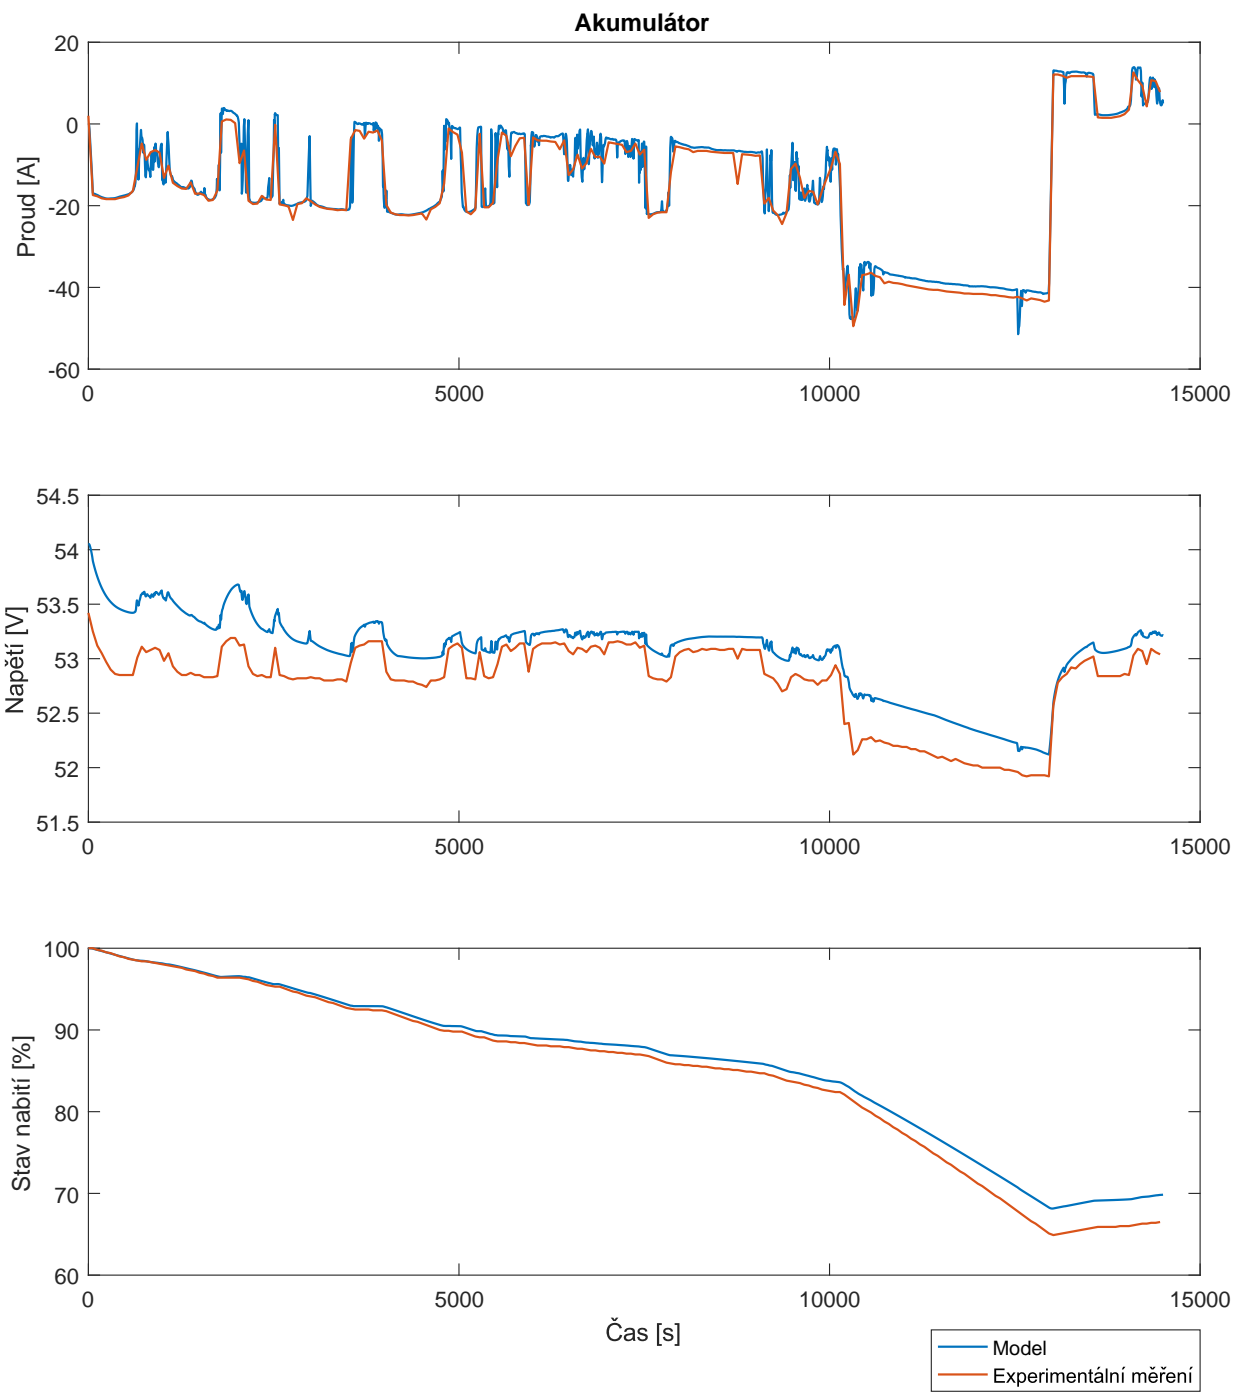 Akumulátor
20
0
-20
-40
-60
Proud [A]
0 5000 10000 15000
54.5
54
53.5
53
52.5
52
51.5
Napětí [V]
0 5000 10000 15000
100
90
80
70
60
Stav nabití [%]
0 5000 10000 15000
Čas [s]
Model
Experimentální měření